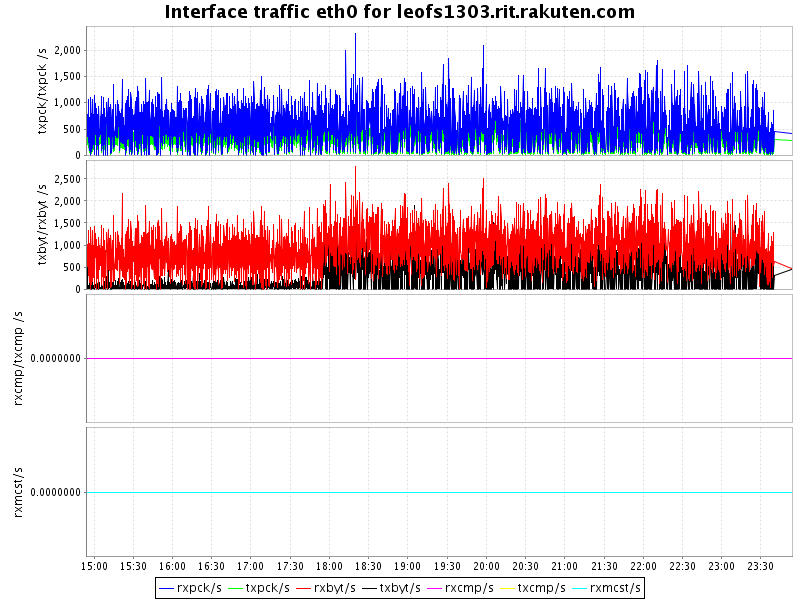 Interface traffic eth0 for leofs1303.rit.rakuten.com
txpck/txpck /s
2,000
1,500
1,000
500
0
txbyt/rxbyt /s
2,500
2,000
1,500
1,000
500
0
rxcmp/txcmp /s
0.0000000
rxmcst/s
0.0000000
15:00 15:30 16:00 16:30 17:00 17:30 18:00 18:30 19:00 19:30 20:00 20:30 21:00 21:30 22:00 22:30 23:00 23:30
rxpck/s txpck/s rxbyt/s txbyt/s rxcmp/s txcmp/s rxmcst/s